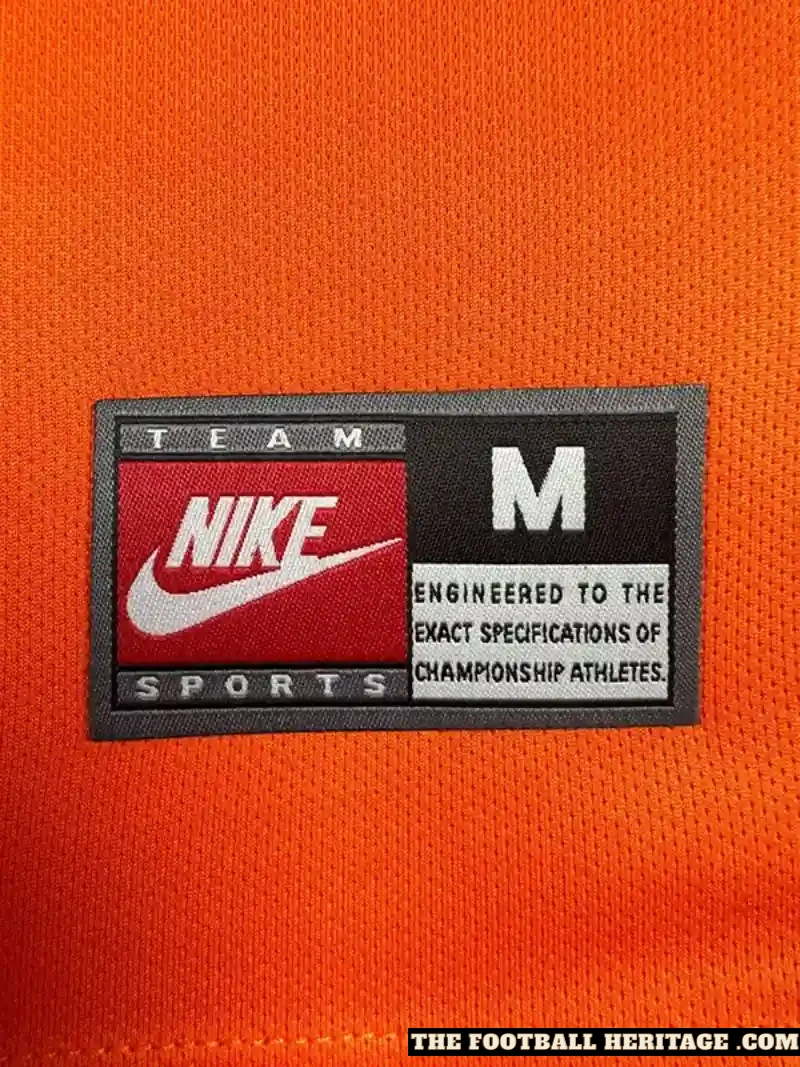 TEAM
NIKE
SPORTS
M
ENGINEERED TO THE
EXACT SPECIFICATIONS OF
CHAMPIONSHIP ATHLETES.
THE FOOTBALL HERITAGE .COM